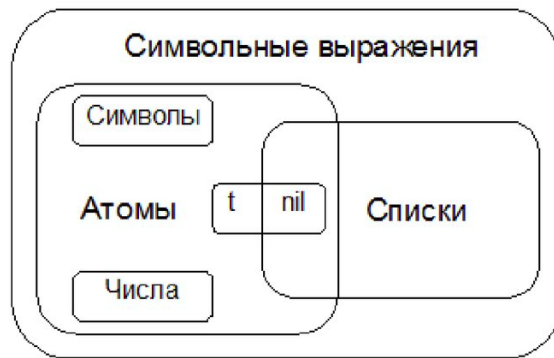 Символьные выражения
Символы
Атомы
t
nil
Списки
Числа